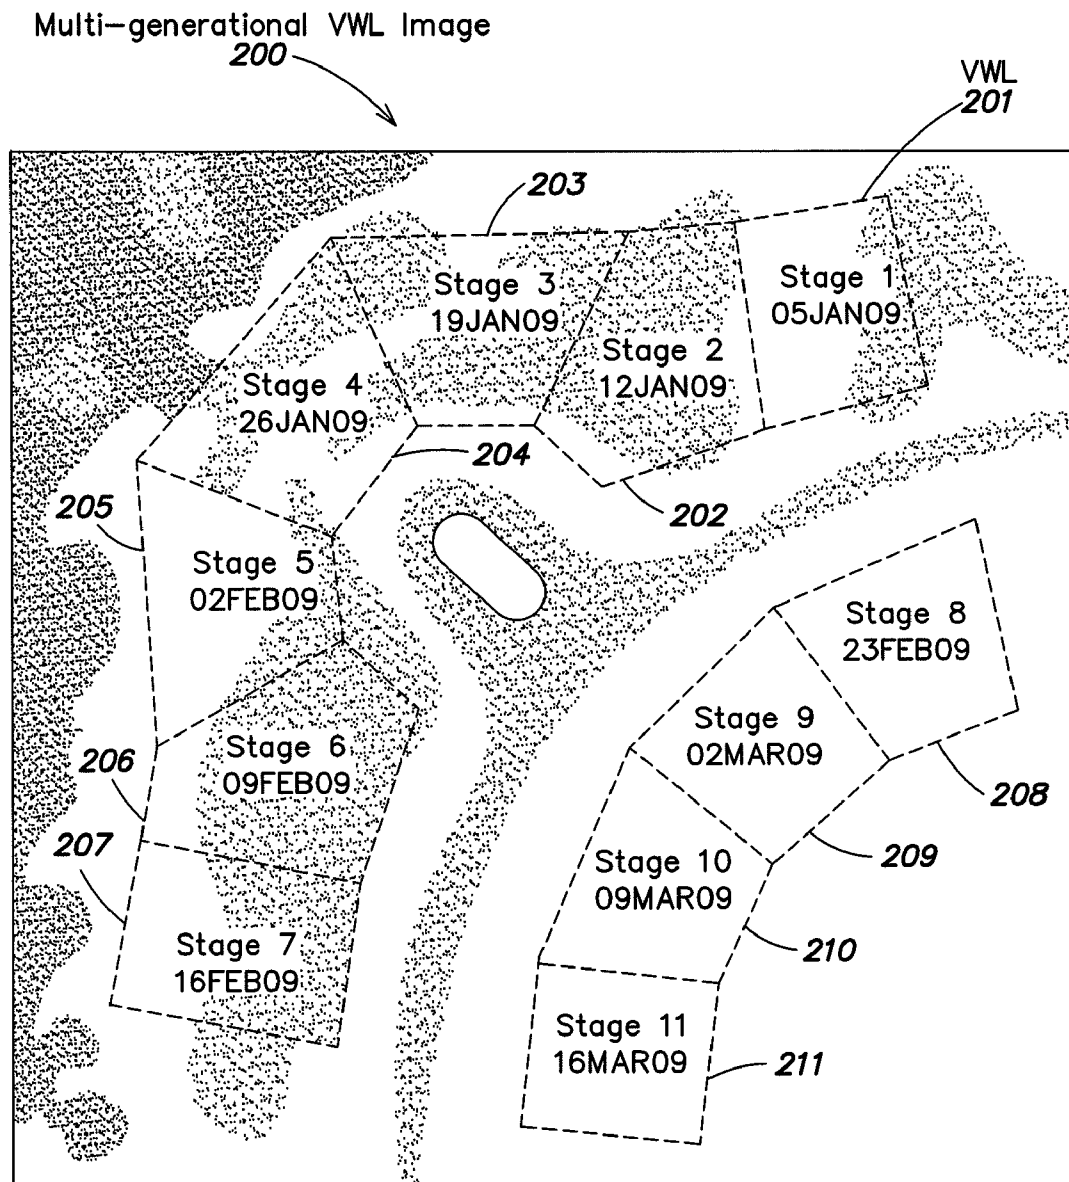 Multi-generational VWL Image
200
VWL
201
203
Stage 3
19JAN09
Stage 1
05JAN09
Stage 2
12JAN09
Stage 4
26JAN09
204
202
205
Stage 5
02FEB09
Stage 8
23FEB09
Stage 9
02MAR09
Stage 6
09FEB09
206
208
207
209
Stage 10
09MAR09
Stage 7
16FEB09
210
Stage 11
16MAR09
211